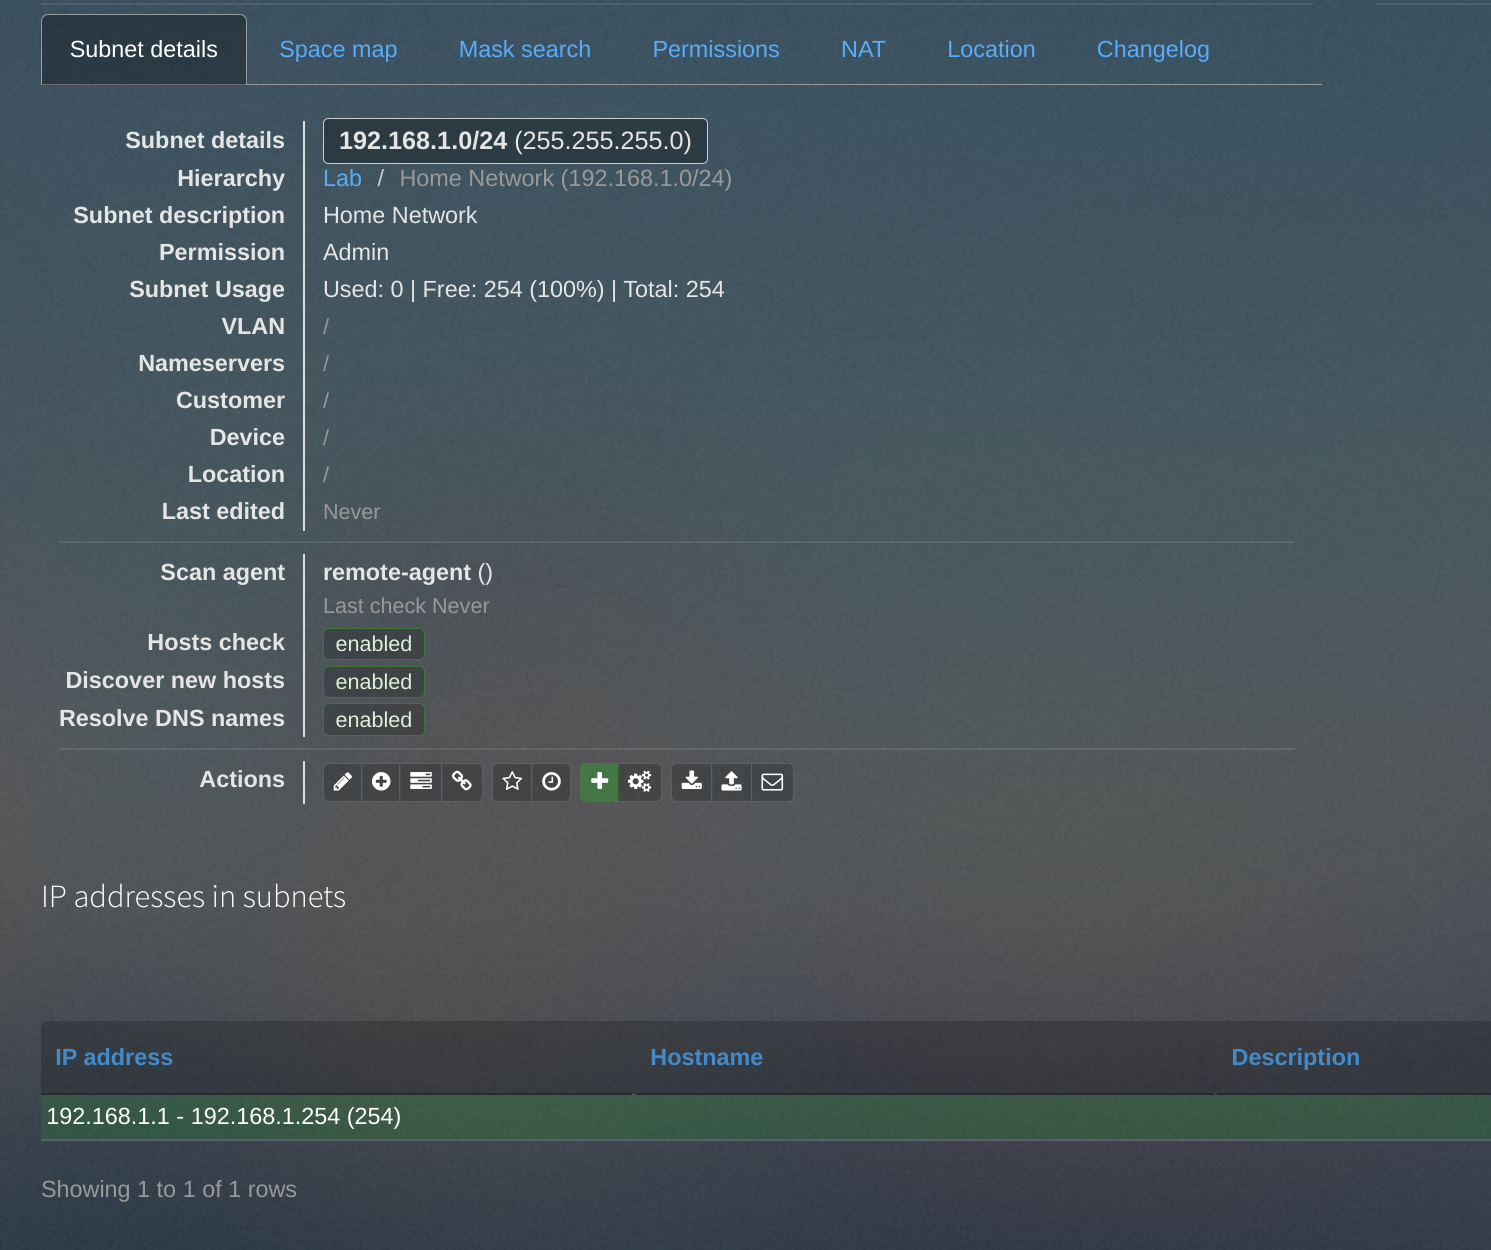 Subnet details Space map Mask search Permissions NAT Location Changelog
Subnet details 192.168.1.0/24 (255.255.255.0)
Hierarchy Lab / Home Network (192.168.1.0/24)
Subnet description Home Network
Permission Admin
Subnet Usage Used: 0 | Free: 254 (100%) | Total: 254
VLAN /
Nameservers /
Customer /
Device /
Location /
Last edited Never
Scan agent remote-agent ()
Last check Never
Hosts check enabled
Discover new hosts enabled
Resolve DNS names enabled
Actions
IP addresses in subnets
IP address Hostname Description
192.168.1.1 - 192.168.1.254 (254)
Showing 1 to 1 of 1 rows